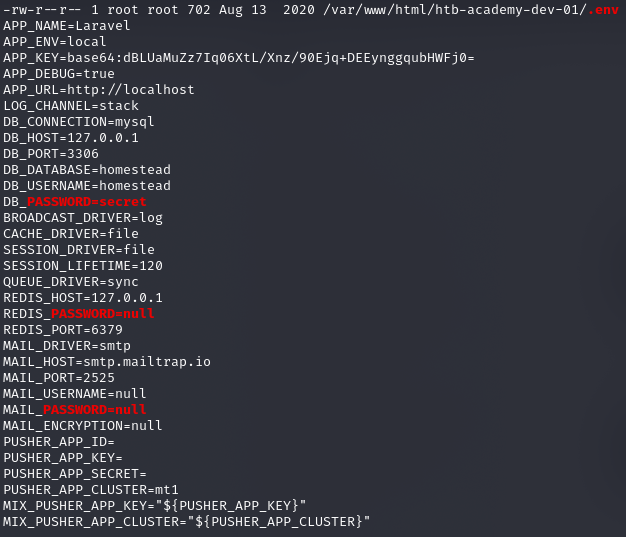 -rw-r--r-- 1 root root 702 Aug 13  2020 /var/www/html/htb-academy-dev-01/.env
APP_NAME=Laravel
APP_ENV=local
APP_KEY=base64:dBLUaMuZz7Iq06XtL/Xnz/90Ejq+DEEynggqubHWFj0=
APP_DEBUG=true
APP_URL=http://localhost
LOG_CHANNEL=stack
DB_CONNECTION=mysql
DB_HOST=127.0.0.1
DB_PORT=3306
DB_DATABASE=homestead
DB_USERNAME=homestead
DB_PASSWORD=secret
BROADCAST_DRIVER=log
CACHE_DRIVER=file
SESSION_DRIVER=file
SESSION_LIFETIME=120
QUEUE_DRIVER=sync
REDIS_HOST=127.0.0.1
REDIS_PASSWORD=null
REDIS_PORT=6379
MAIL_DRIVER=smtp
MAIL_HOST=smtp.mailtrap.io
MAIL_PORT=2525
MAIL_USERNAME=null
MAIL_PASSWORD=null
MAIL_ENCRYPTION=null
PUSHER_APP_ID=
PUSHER_APP_KEY=
PUSHER_APP_SECRET=
PUSHER_APP_CLUSTER=mt1
MIX_PUSHER_APP_KEY="${PUSHER_APP_KEY}"
MIX_PUSHER_APP_CLUSTER="${PUSHER_APP_CLUSTER}"